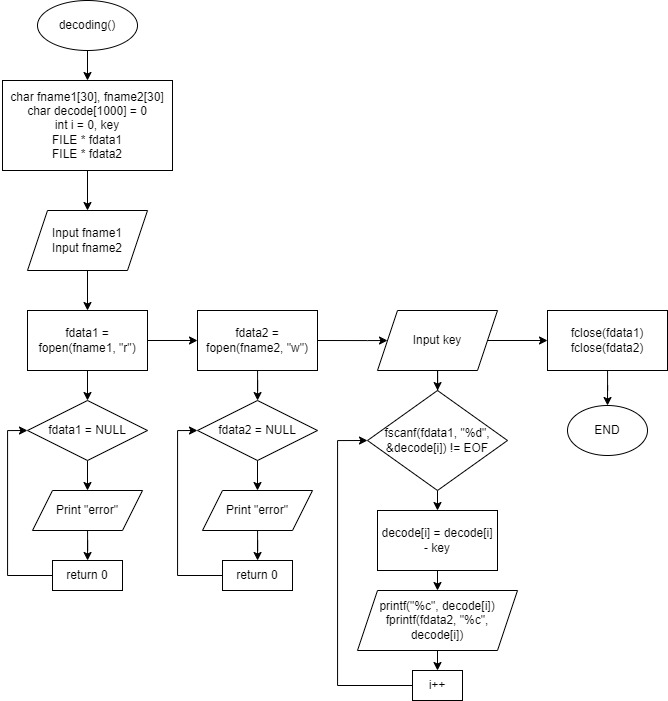 decoding()
char fname1[30], fname2[30]
char decode[1000] = 0
int i = 0, key
FILE * fdata1
FILE * fdata2
Input fname1
Input fname2
fdata1 =
fopen(fname1, "r")
fdata2 =
fopen(fname2, "w")
Input key
fclose(fdata1)
fclose(fdata2)
fdata1 = NULL
fdata2 = NULL
fscanf(fdata1, "%d",
&decode[i]) != EOF
END
Print "error"
Print "error"
decode[i] = decode[i]
- key
return 0
return 0
printf("%c", decode[i])
fprintf(fdata2, "%c",
decode[i])
i++